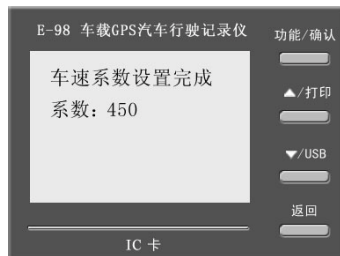 E-98 车载GPS汽车行驶记录仪
功能/确认
车速系数设置完成
系数: 450
▲/打印
▼/USB
返回
IC 卡